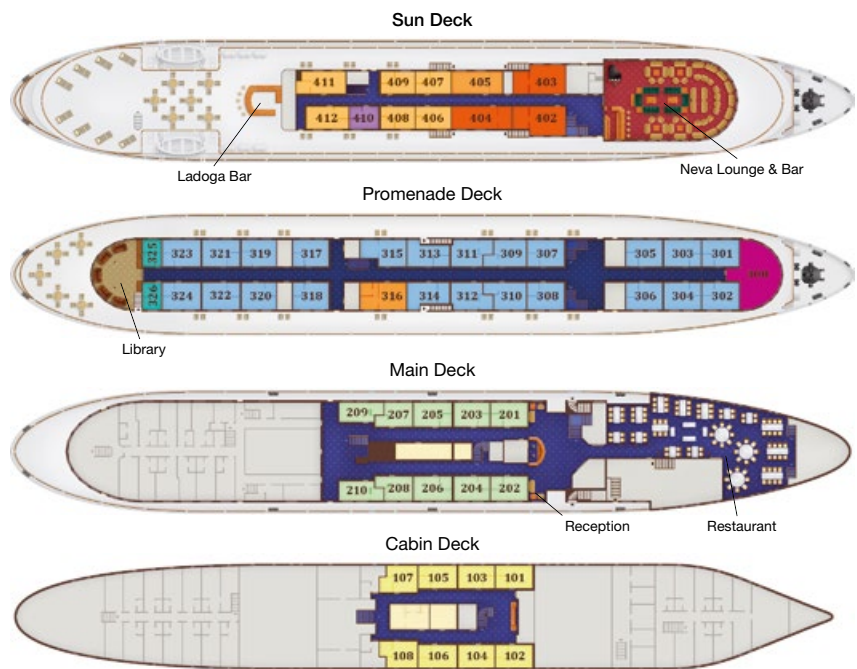 Sun Deck
411 409 407 405 403
412 410 408 406 404 402
Ladoga Bar
Neva Lounge & Bar
Promenade Deck
325 323 321 319 317 315 313 311 309 307 305 303 301
300
326 324 322 320 318 316 314 312 310 308 306 304 302
Library
Main Deck
209 207 205 203 201
210 208 206 204 202
Reception
Restaurant
Cabin Deck
107 105 103 101
108 106 104 102